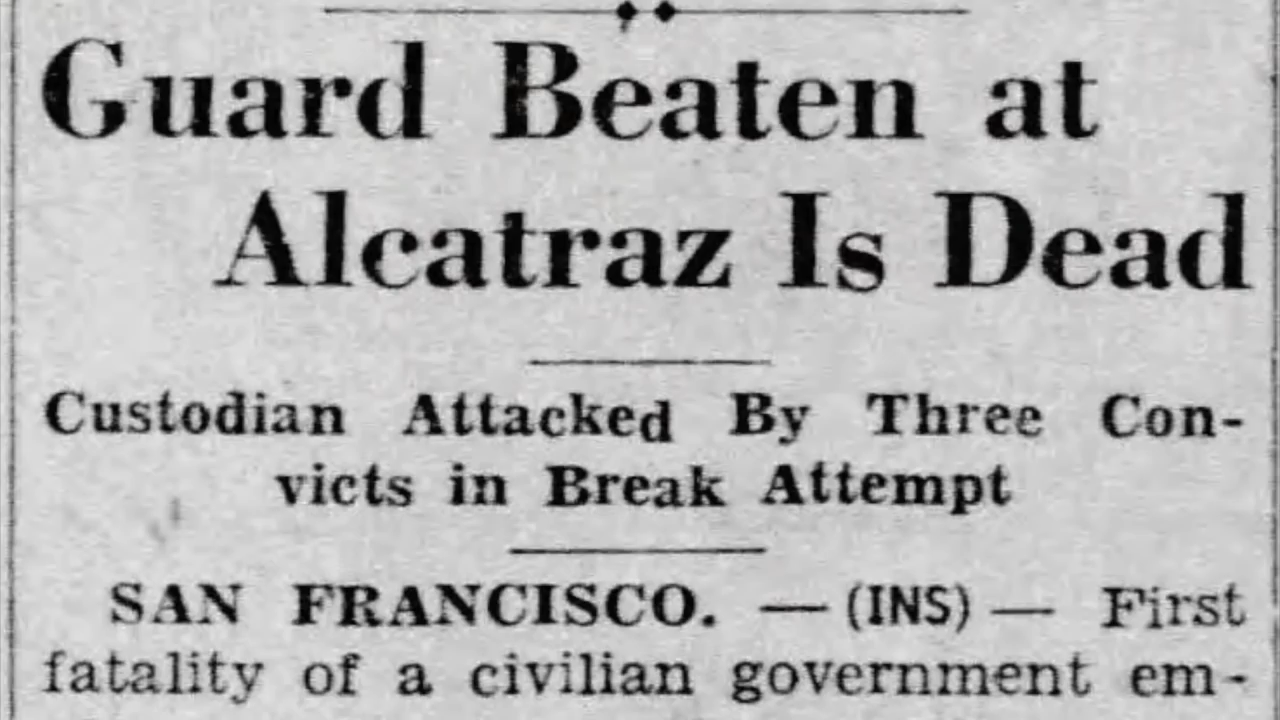 Guard Beaten at
Alcatraz Is Dead
Custodian Attacked By Three Con-
victs in Break Attempt
SAN FRANCISCO. — (INS) — First
fatality of a civilian government em-